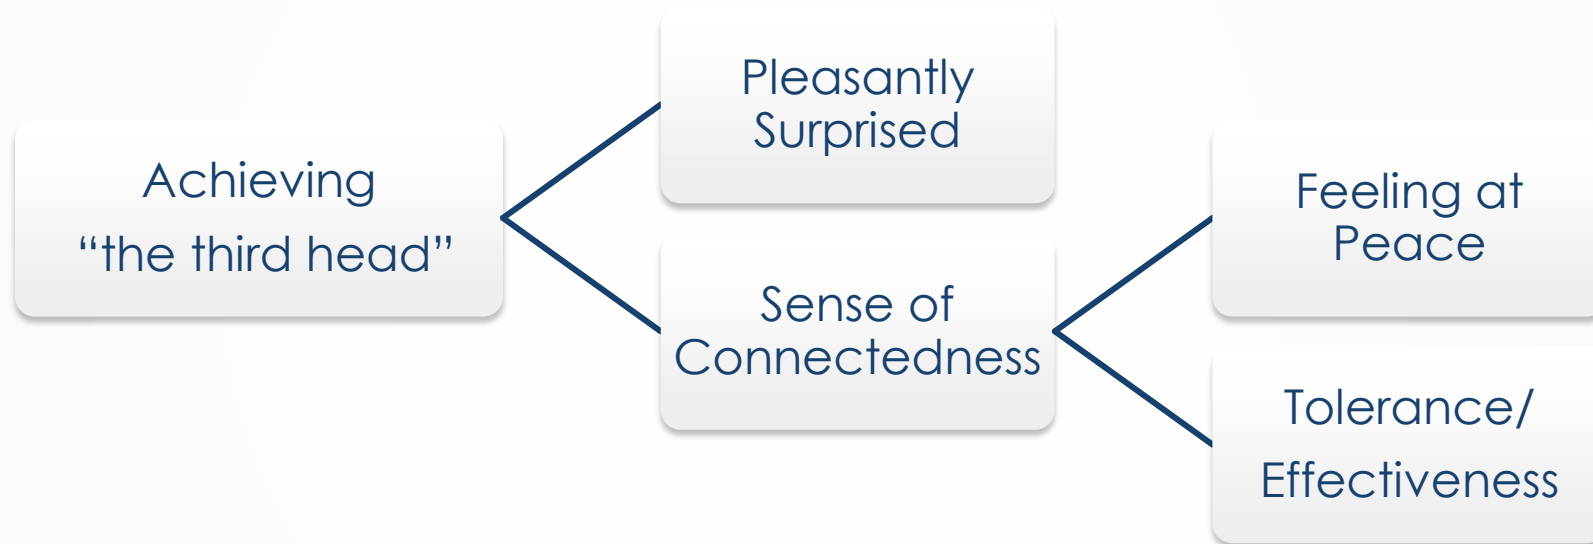 Achieving
“the third head”
Pleasantly
Surprised
Sense of
Connectedness
Feeling at
Peace
Tolerance/
Effectiveness